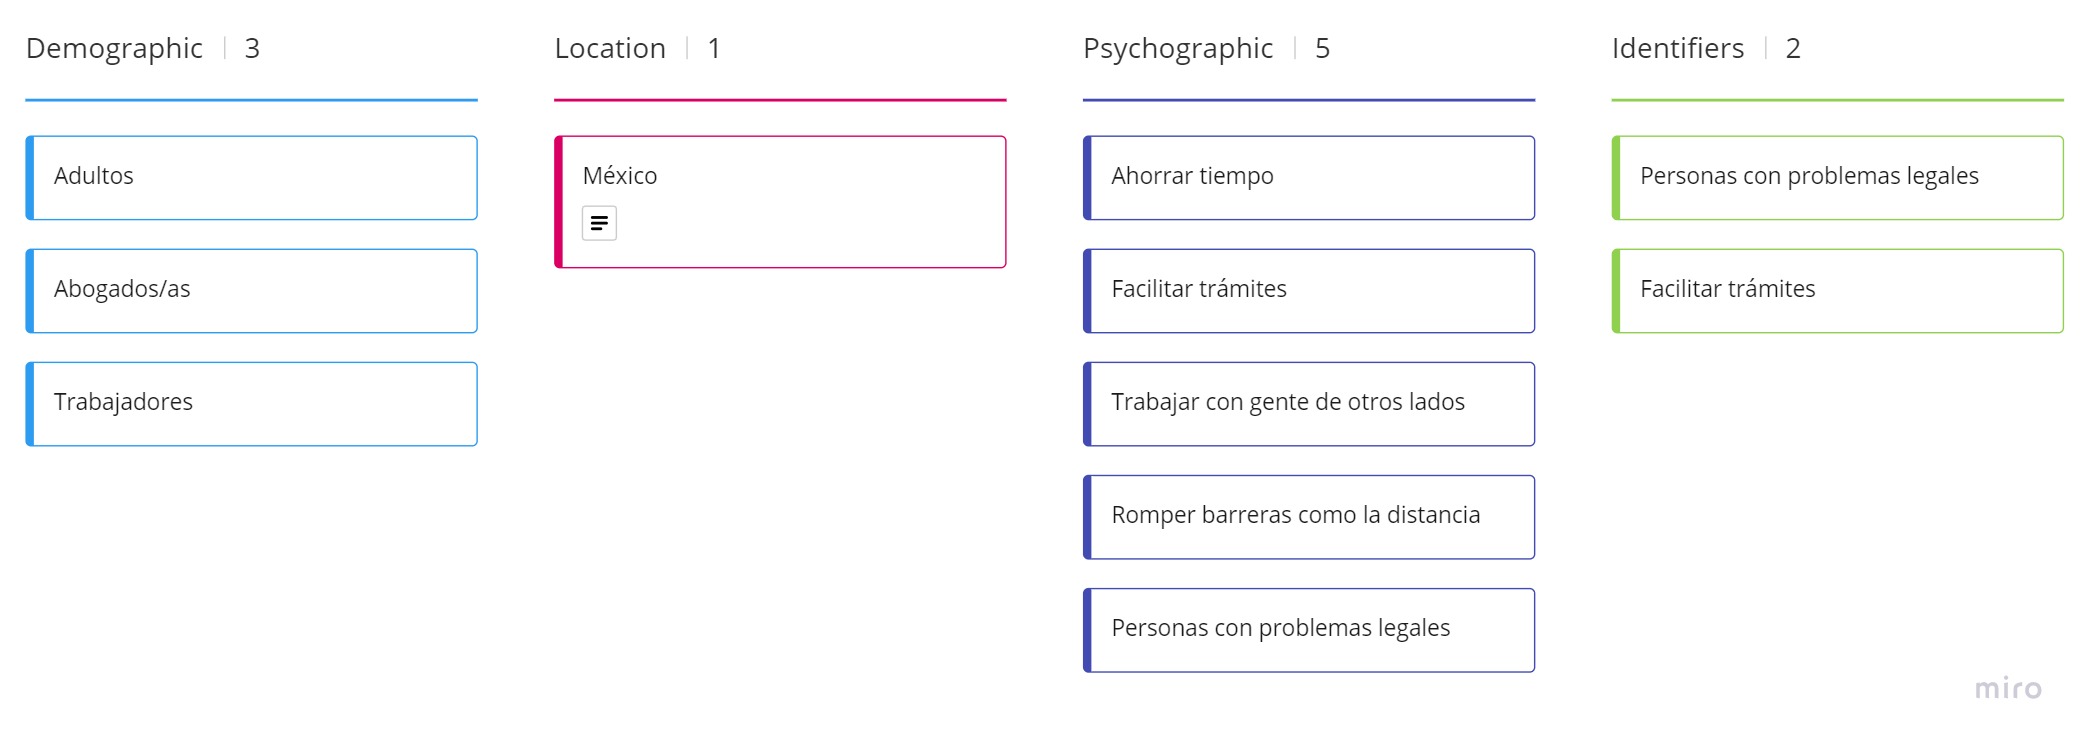 Demographic | 3
Adultos
Abogados/as
Trabajadores
Location | 1
México
Psychographic | 5
Ahorrar tiempo
Facilitar trámites
Trabajar con gente de otros lados
Romper barreras como la distancia
Personas con problemas legales
Identifiers | 2
Personas con problemas legales
Facilitar trámites
miro